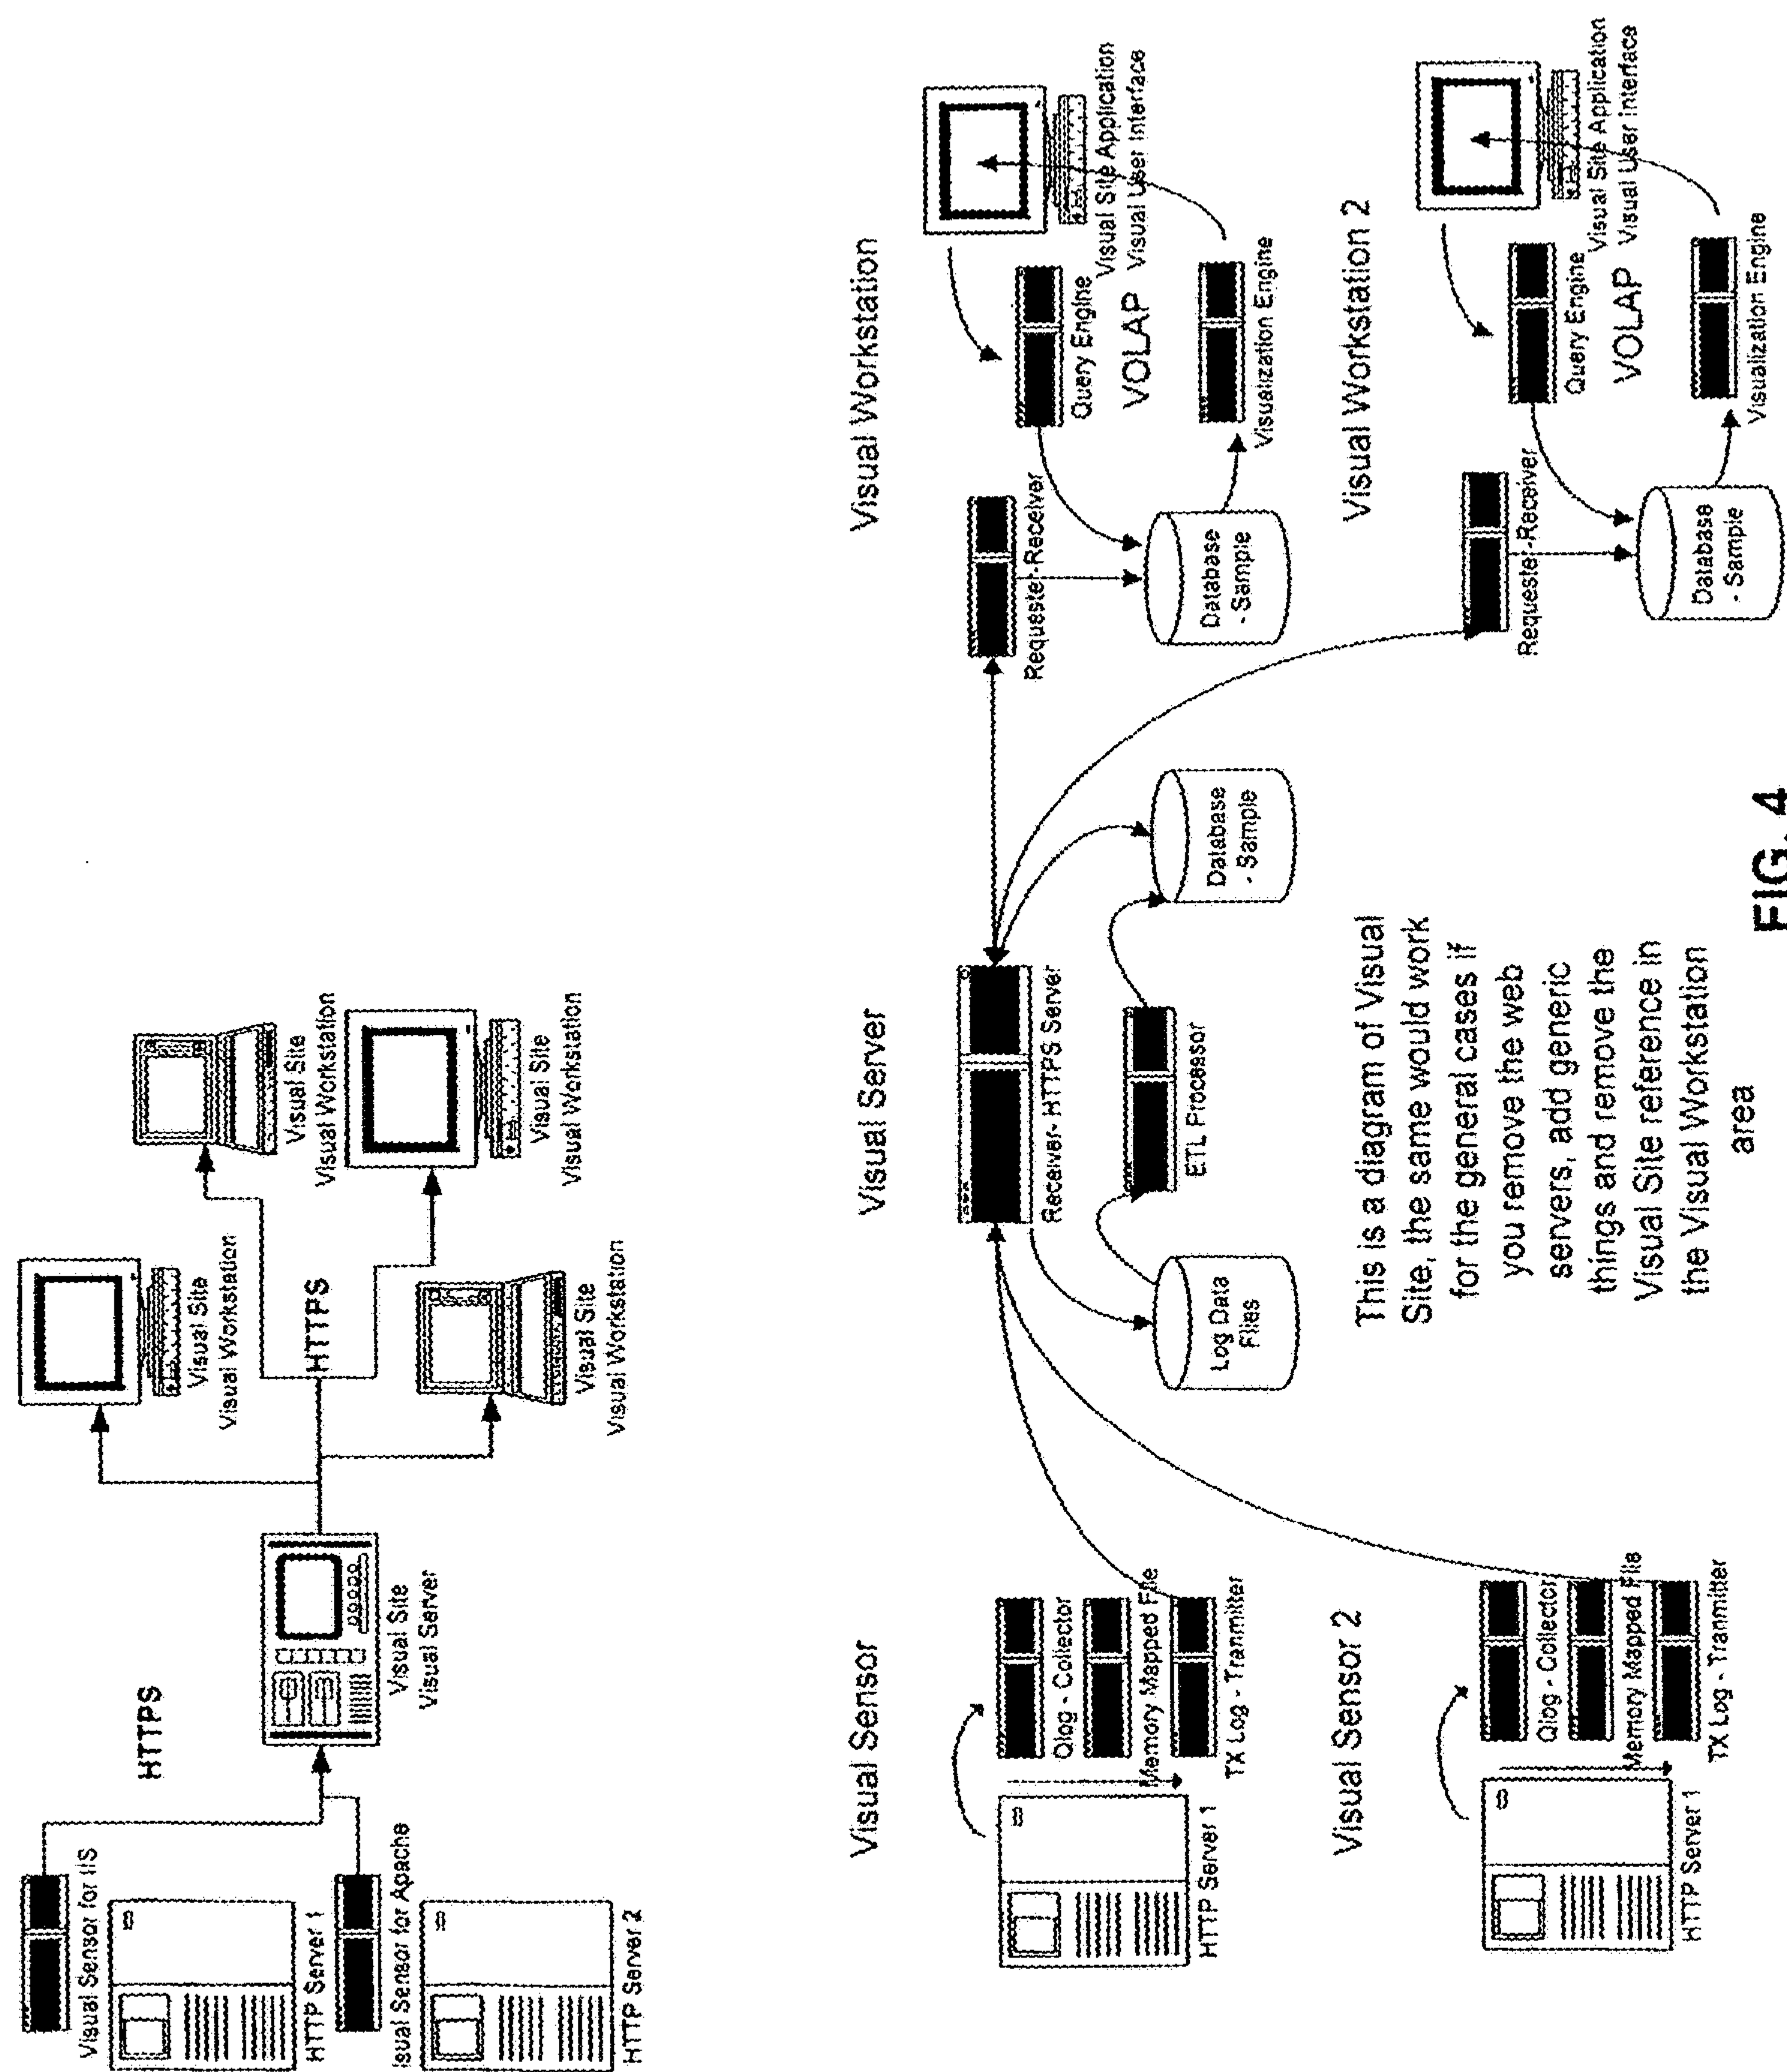 Visual Sensor for IIS
HTTP Server 1
isual Sensor for Apache
HTTP Server 2
HTTPS
Visual Site
Visual Server
HTTPS
Visual Site
Visual Workstation
Visual Site
Visual Workstation
Visual Site
Visual Workstation
Visual Site
Visual Workstation
Visual Sensor
HTTP Server 1
Qlog - Collector
Memory Mapped File
TX Log - Tranmitter
Visual Sensor 2
HTTP Server 1
Qlog - Collector
Memory Mapped File
TX Log - Tranmitter
Visual Server
Receiver- HTTPS Server
Log Data
Files
ETL Processor
Database
- Sample
This is a diagram of Visual
Site, the same would work
for the general cases if
you remove the web
servers, add generic
things and remove the
Visual Site reference in
the Visual Workstation
area
Visual Workstation
Requester-Receiver
Database
- Sample
Query Engine
VOLAP
Visualization Engine
Visual Site Application
Visual User Interface
Visual Workstation 2
Requester-Receiver
Database
- Sample
Query Engine
VOLAP
Visualization Engine
Visual Site Application
Visual User Interface
FIG. 4